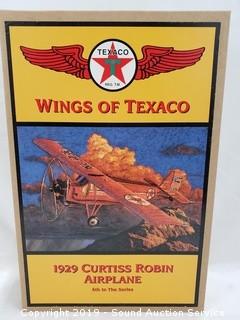 TEXACO
T
REG. T.M.
WINGS OF TEXACO
1929 CURTISS ROBIN
AIRPLANE
6th In The Series
Copyright 2019 - Sound Auction Service